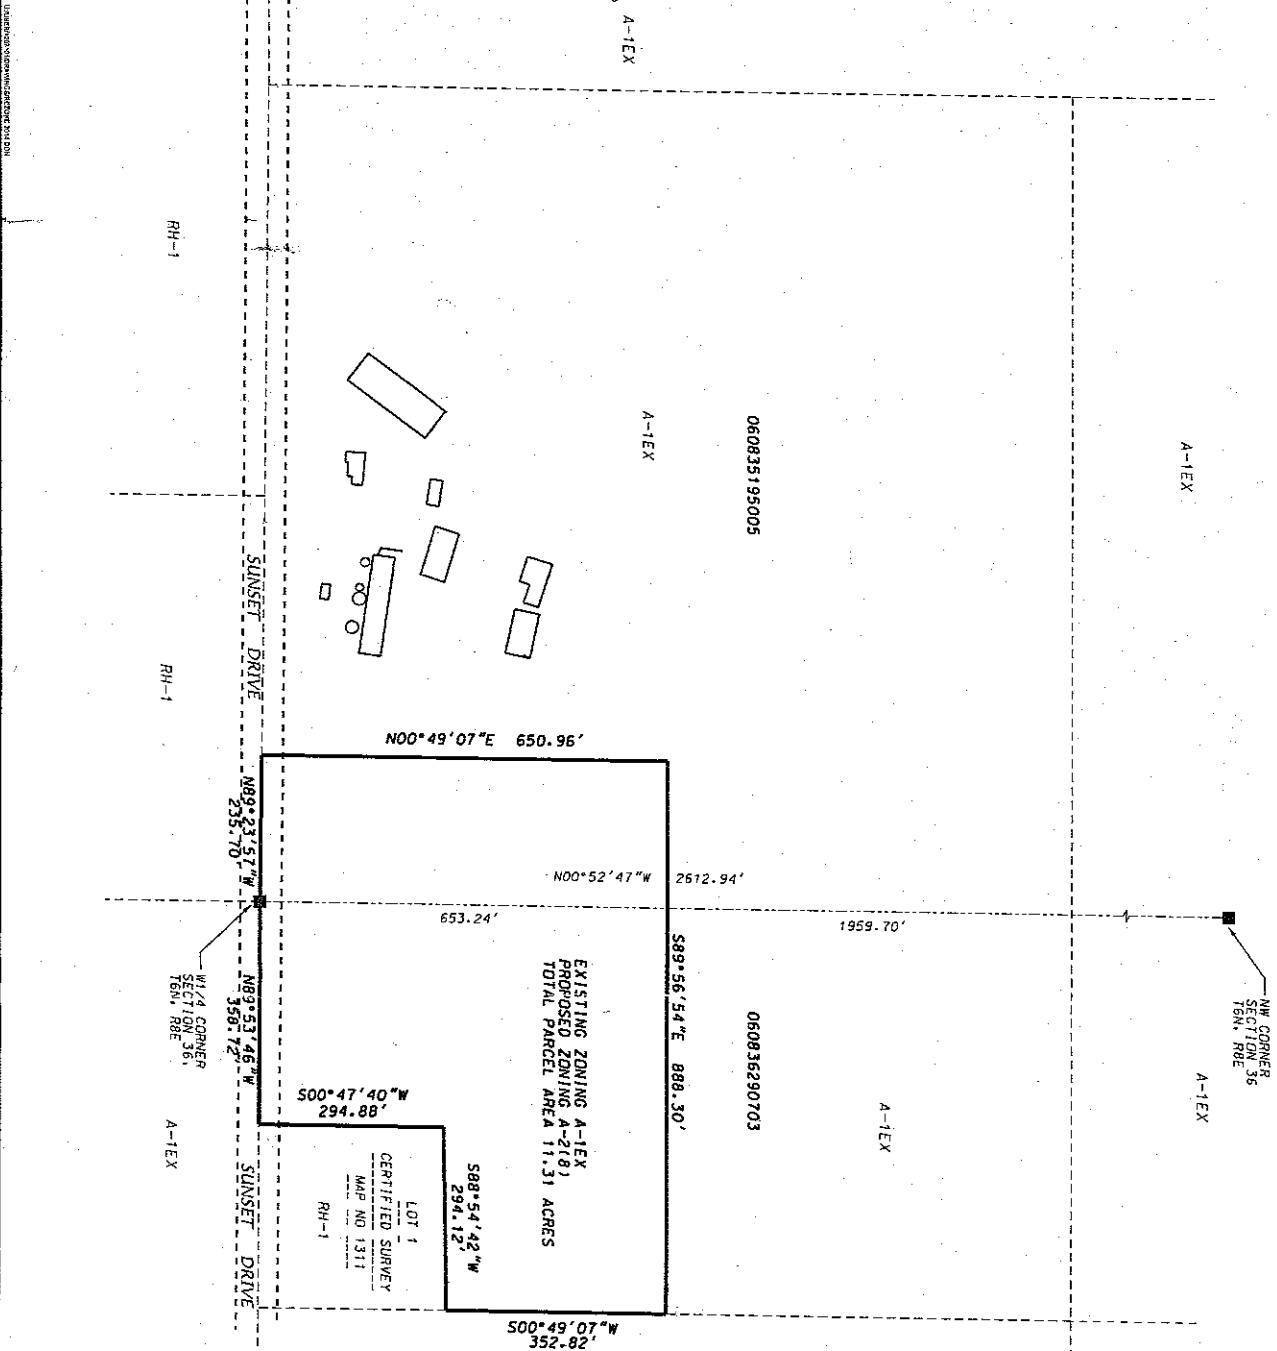 A-1EX
RH-1
A-1EX
060835195005
A-1EX
SUNSET DRIVE
RH-1
N00°49'07"E 650.96'
N89°23'57"W
235.70'
N00°52'47"W 2612.94'
653.24'
1959.70'
W1/4 CORNER
SECTION 36,
T6N, R8E
NW CORNER
SECTION 36
T6N, R8E
N89°53'46"W
358.72'
S89°56'54"E 888.30'
060836290703
EXISTING ZONING A-1EX
PROPOSED ZONING A-2(8)
TOTAL PARCEL AREA 11.31 ACRES
A-1EX
A-1EX
S00°47'40"W
294.88'
A-1EX
S88°54'42"W
294.12'
LOT 1
CERTIFIED SURVEY
MAP NO 1311
RH-1
SUNSET DRIVE
S00°49'07"W
352.82'